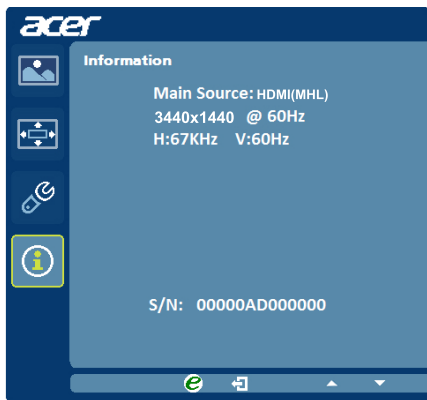 acer
Information
Main Source: HDMI(MHL)
3440x1440 @ 60Hz
H:67KHz V:60Hz
S/N: 00000AD000000
e